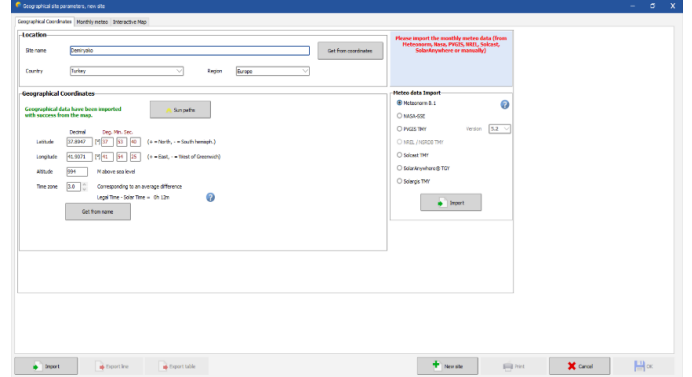 Geographical site parameters, new site
Geographical Coordinates Monthly meteo Interactive Map
Location
Site name Demiryolu Get from coordinates
Country Turkey Region Europe
Please import the monthly meteo data (from
Meteonorm, Nasa, PVGIS, NREL, Solcast,
SolarAnywhere or manually)
Geographical Coordinates
Geographical data have been imported
with success from the map.
Sun paths
Decimal Deg. Min. Sec.
Latitude 37.8947 [°] 37 53 40 (+ = North, - = South hemisph.)
Longitude 41.9071 [°] 41 54 25 (+ = East, - = West of Greenwich)
Altitude 894 M above sea level
Time zone 3.0 Corresponding to an average difference
Legal Time - Solar Time = 0h 12m
Get from name
Meteo data Import
Meteonorm 8.1
NASA-SSE
PVGIS TMY Version 5.2
NREL / NSRDB TMY
Solcast TMY
SolarAnywhere® TGY
Solargis TMY
Import
Import Export line Export table New site Print Cancel OK